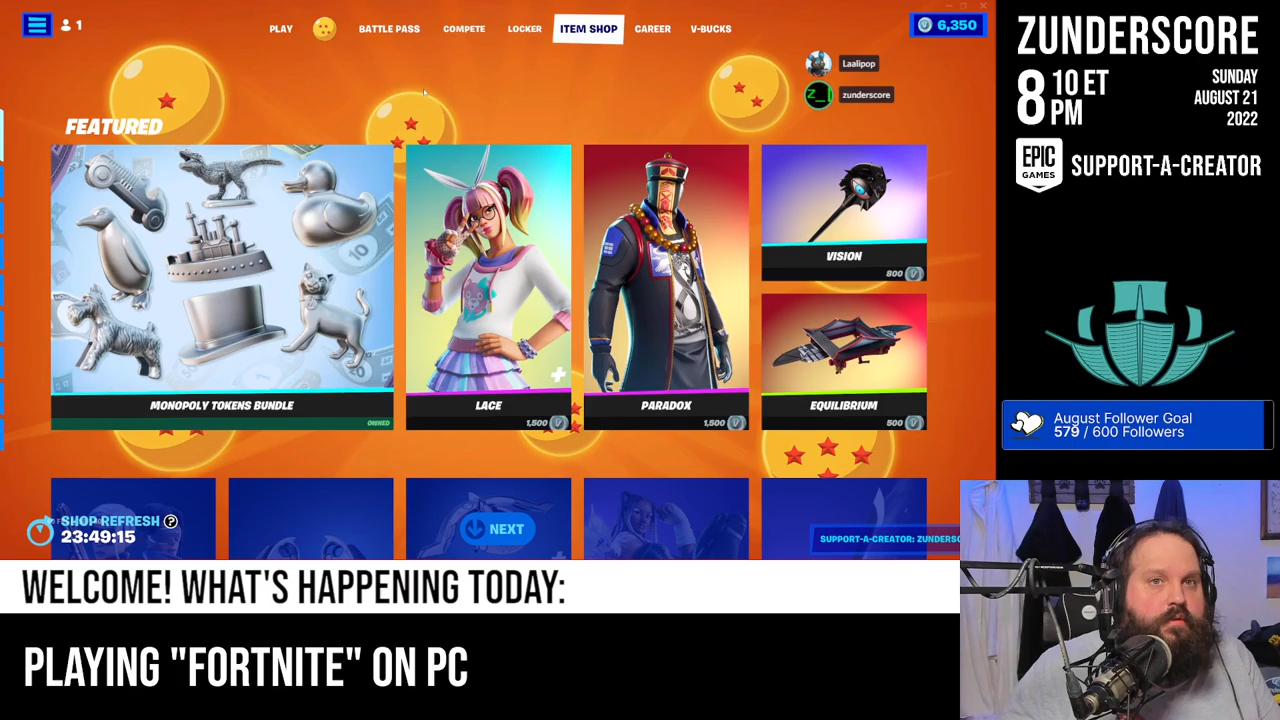 1
PLAY
BATTLE PASS
COMPETE
LOCKER
ITEM SHOP
CAREER
V-BUCKS
6,350
Laalipop
zunderscore
FEATURED
MONOPOLY TOKENS BUNDLE
OWNED
LACE
1,500
PARADOX
1,500
VISION
800
EQUILIBRIUM
500
SHOP REFRESH ?
23:49:15
NEXT
SUPPORT-A-CREATOR: ZUNDERSC
ZUNDERSCORE
8 10 ET
PM
SUNDAY
AUGUST 21
2022
EPIC
GAMES
SUPPORT-A-CREATOR
August Follower Goal
579 / 600 Followers
WELCOME! WHAT'S HAPPENING TODAY:
PLAYING "FORTNITE" ON PC